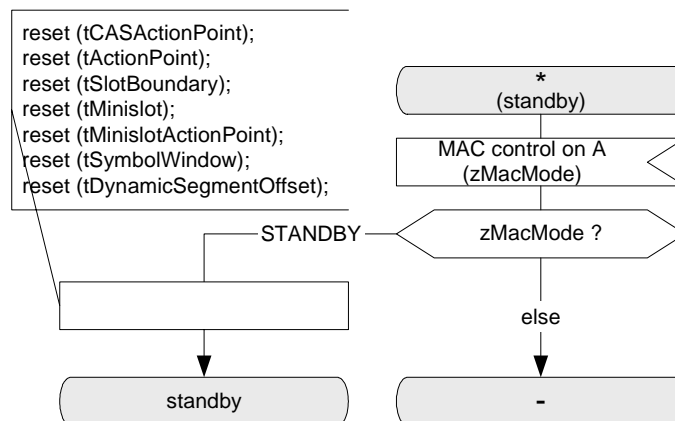 reset (tCASActionPoint);
reset (tActionPoint);
reset (tSlotBoundary);
reset (tMinislot);
reset (tMinislotActionPoint);
reset (tSymbolWindow);
reset (tDynamicSegmentOffset);
*
(standby)
MAC control on A
(zMacMode)
STANDBY
zMacMode ?
else
standby
-